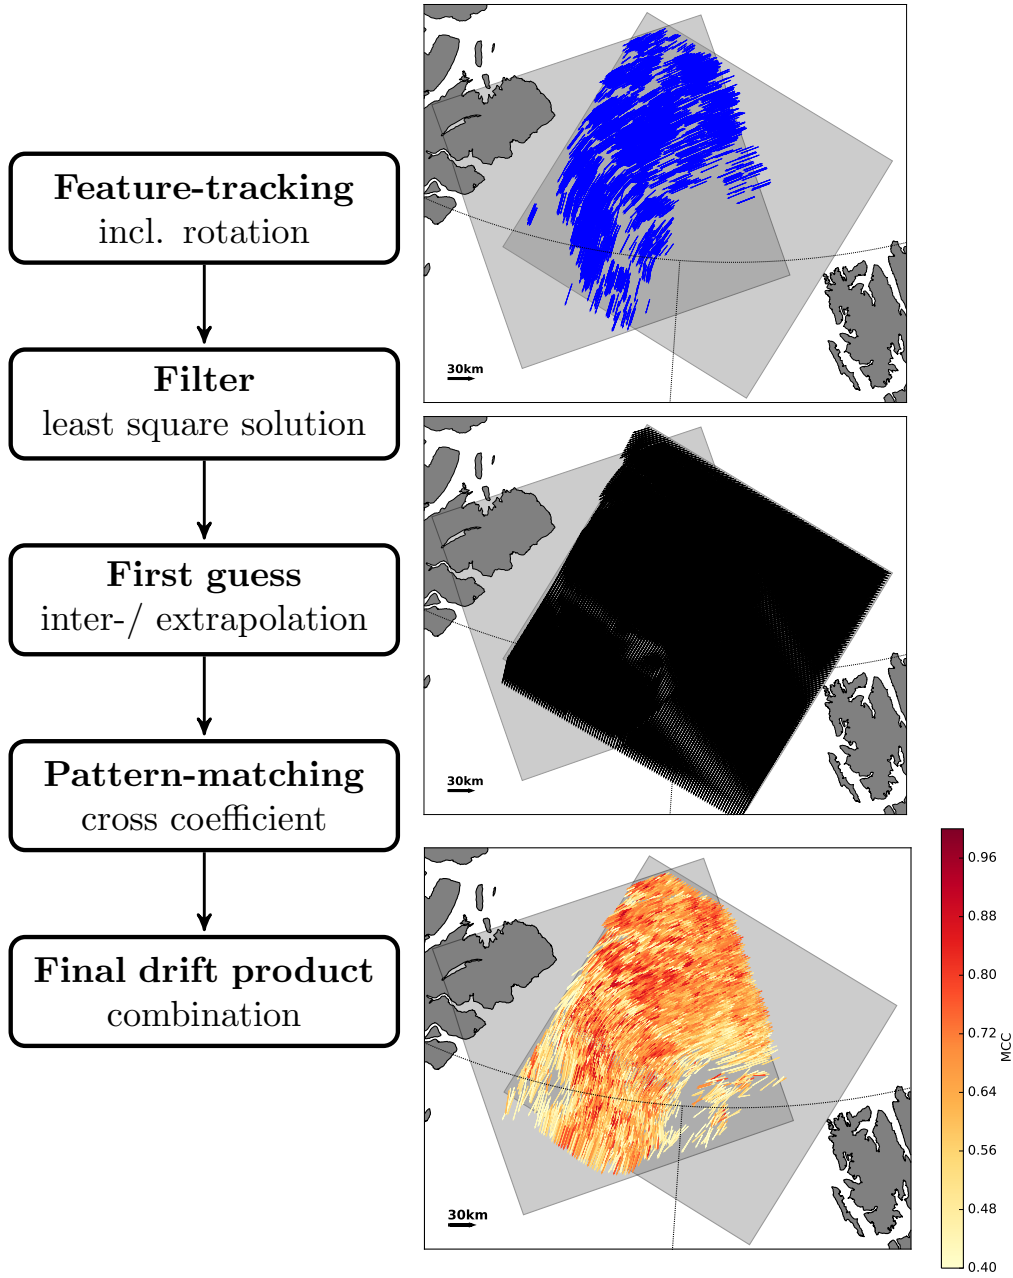 Feature-tracking
incl. rotation
Filter
least square solution
First guess
inter-/ extrapolation
Pattern-matching
cross coefficient
Final drift product
combination
30km
30km
30km
0.96
0.88
0.80
0.72
0.64
0.56
0.48
0.40
MCC